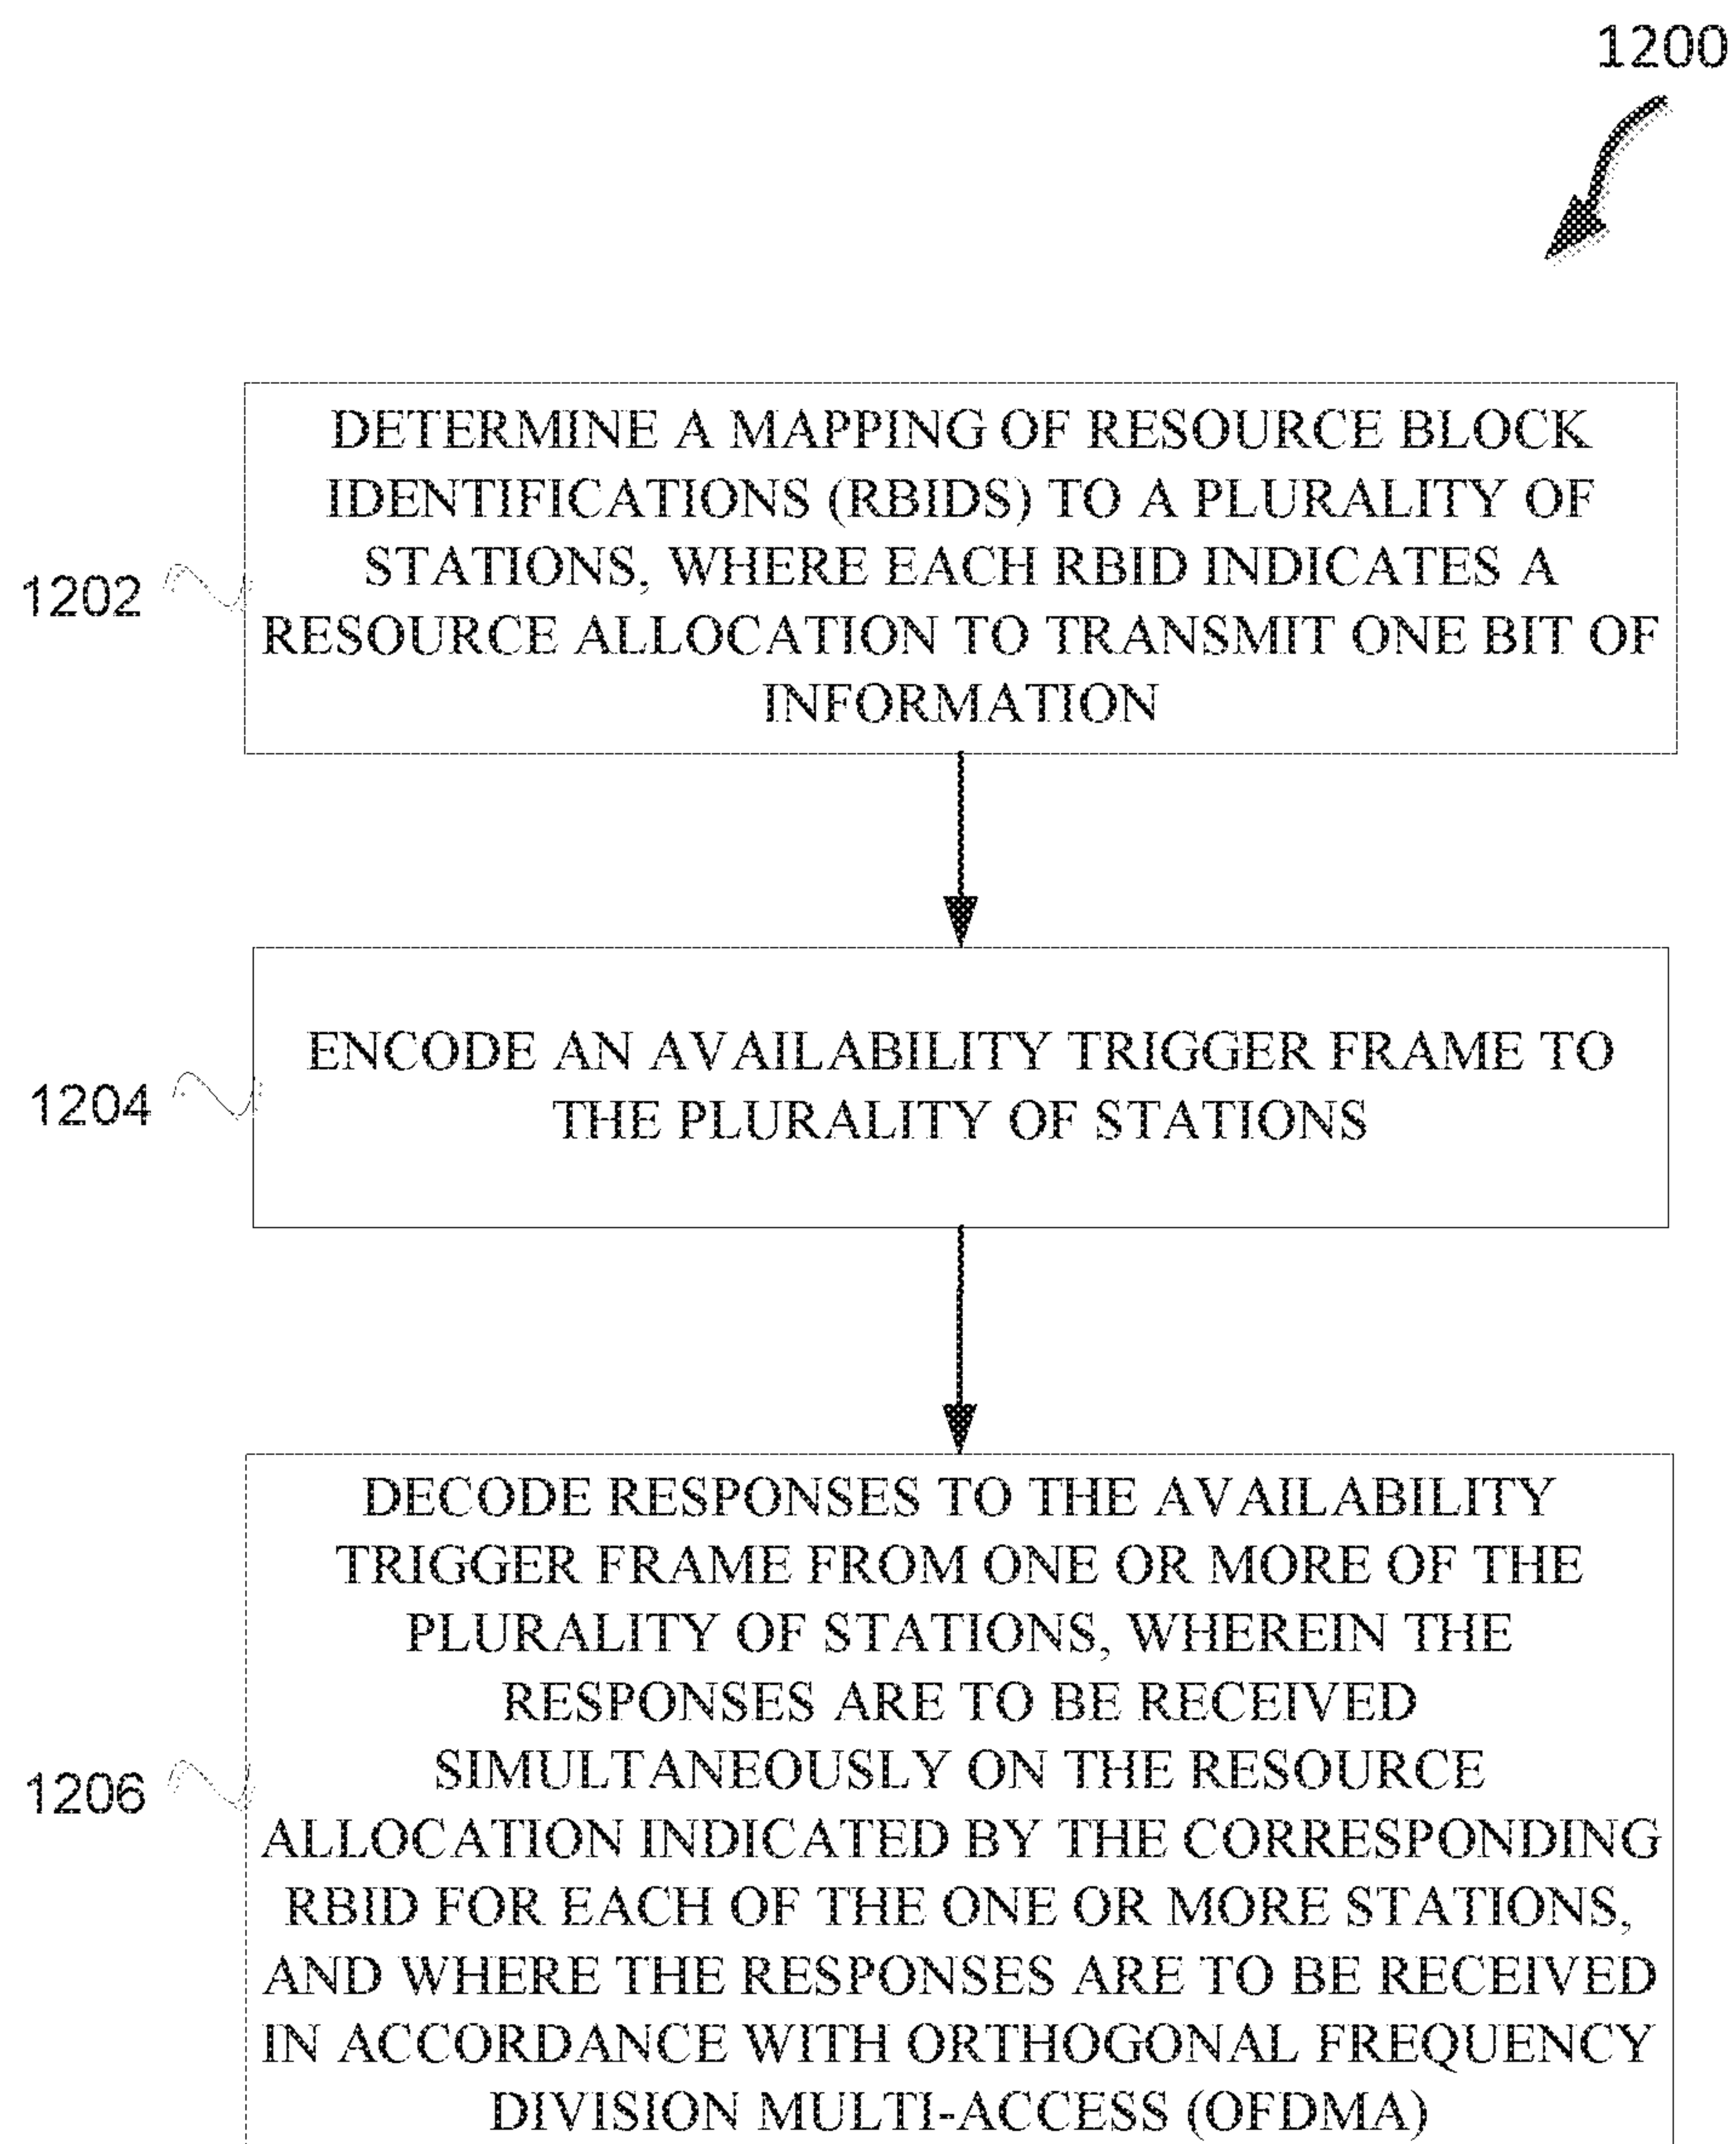 1200
DETERMINE A MAPPING OF RESOURCE BLOCK
IDENTIFICATIONS (RBIDS) TO A PLURALITY OF
STATIONS, WHERE EACH RBID INDICATES A
RESOURCE ALLOCATION TO TRANSMIT ONE BIT OF
INFORMATION
1202
ENCODE AN AVAILABILITY TRIGGER FRAME TO
THE PLURALITY OF STATIONS
1204
DECODE RESPONSES TO THE AVAILABILITY
TRIGGER FRAME FROM ONE OR MORE OF THE
PLURALITY OF STATIONS, WHEREIN THE
RESPONSES ARE TO BE RECEIVED
SIMULTANEOUSLY ON THE RESOURCE
ALLOCATION INDICATED BY THE CORRESPONDING
RBID FOR EACH OF THE ONE OR MORE STATIONS,
AND WHERE THE RESPONSES ARE TO BE RECEIVED
IN ACCORDANCE WITH ORTHOGONAL FREQUENCY
DIVISION MULTI-ACCESS (OFDMA)
1206